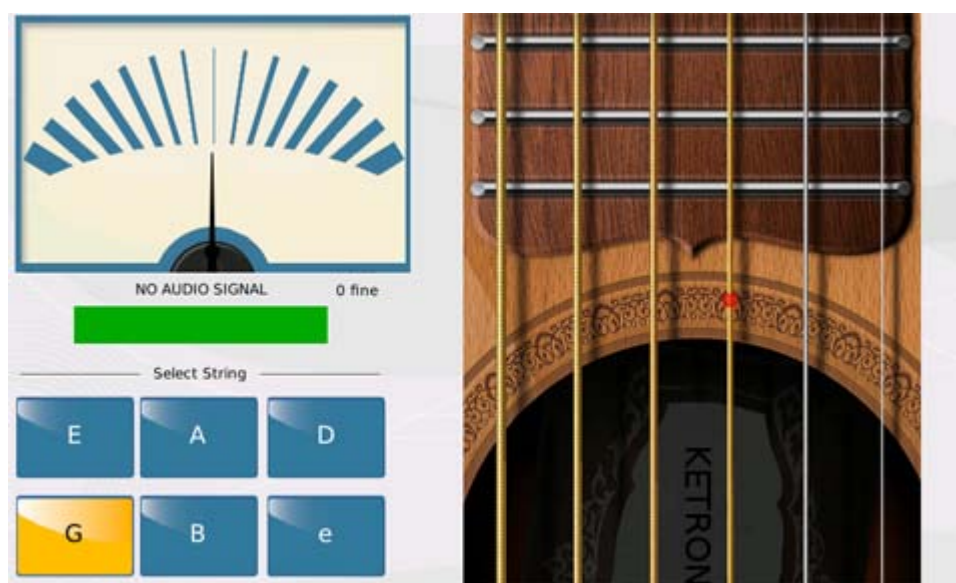 NO AUDIO SIGNAL 0 fine
Select String
E A D
G B e
KETRON